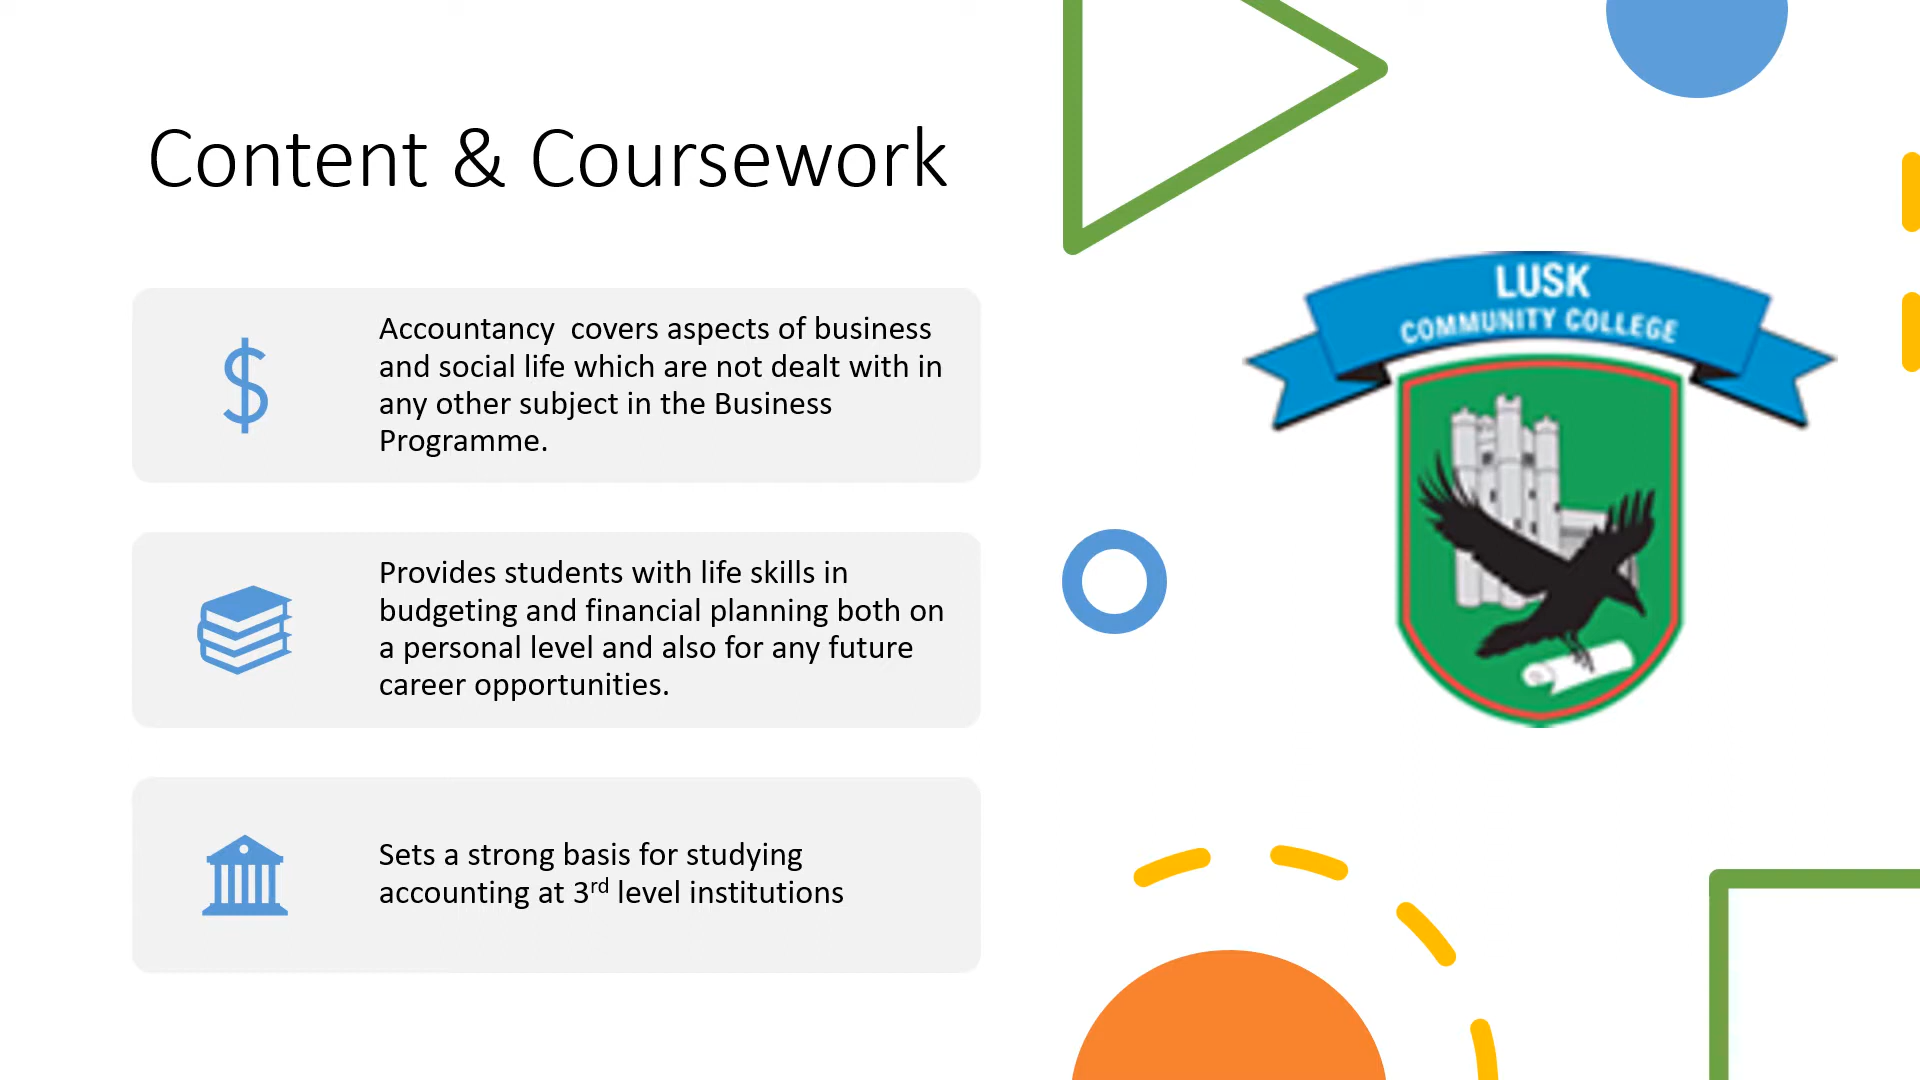 Content & Coursework
Accountancy  covers aspects of business
and social life which are not dealt with in
any other subject in the Business
Programme.
Provides students with life skills in
budgeting and financial planning both on
a personal level and also for any future
career opportunities.
Sets a strong basis for studying
accounting at 3rd level institutions
LUSK
COMMUNITY COLLEGE